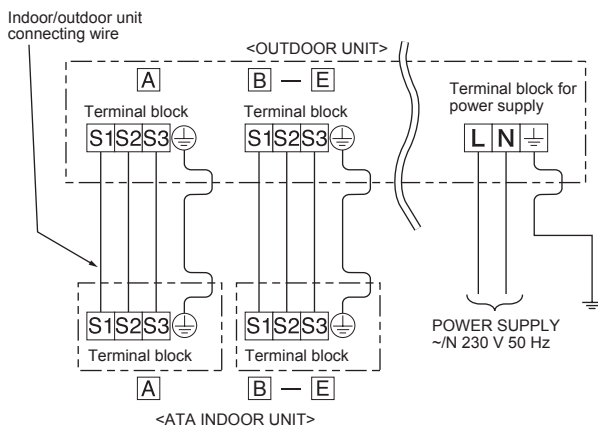 Indoor/outdoor unit
connecting wire
<OUTDOOR UNIT>
A
B — E
Terminal block
Terminal block
Terminal block for
power supply
S1 S2 S3
S1 S2 S3
L N
S1 S2 S3
S1 S2 S3
Terminal block
Terminal block
POWER SUPPLY
~/N 230 V 50 Hz
A
B — E
<ATA INDOOR UNIT>